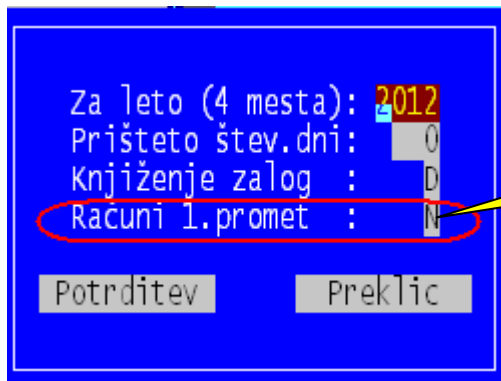 Za leto (4 mesta): 2012
Prišteto štev.dni: 0
Knjiženje zalog : D
Računi 1.promet : N
Potrditev Preklic